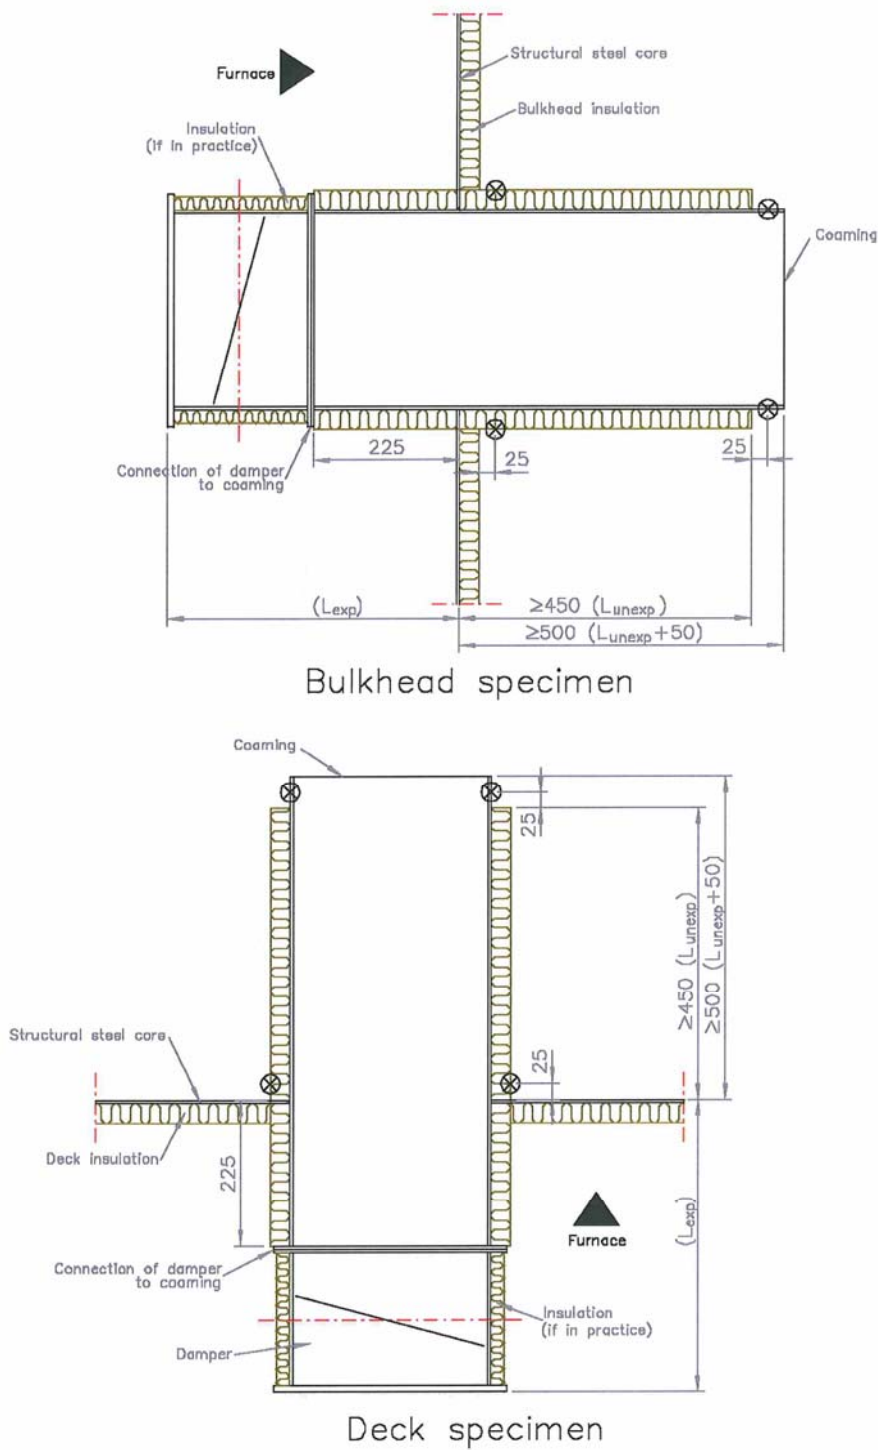 Structural steel core
Furnace
Bulkhead insulation
Insulation
(if in practice)
Coaming
225
25
25
Connection of damper
to coaming
(Lexp)
≥450 (Lunexp)
≥500 (Lunexp+50)
Bulkhead specimen
Coaming
25
≥450 (Lunexp)
≥500 (Lunexp+50)
Structural steel core
25
Deck insulation
225
(Lexp)
Furnace
Connection of damper
to coaming
Insulation
(if in practice)
Damper
Deck specimen